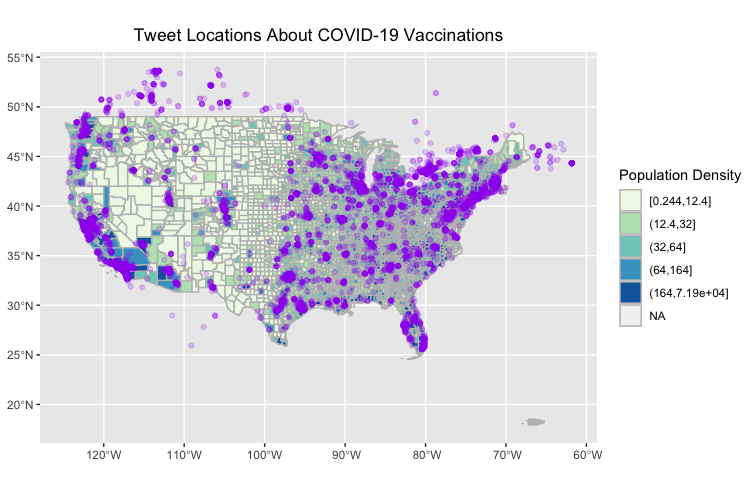 Tweet Locations About COVID-19 Vaccinations
55°N
50°N
45°N
40°N
35°N
30°N
25°N
20°N
120°W 110°W 100°W 90°W 80°W 70°W 60°W
Population Density
[0.244,12.4]
(12.4,32]
(32,64]
(64,164]
(164,7.19e+04]
NA